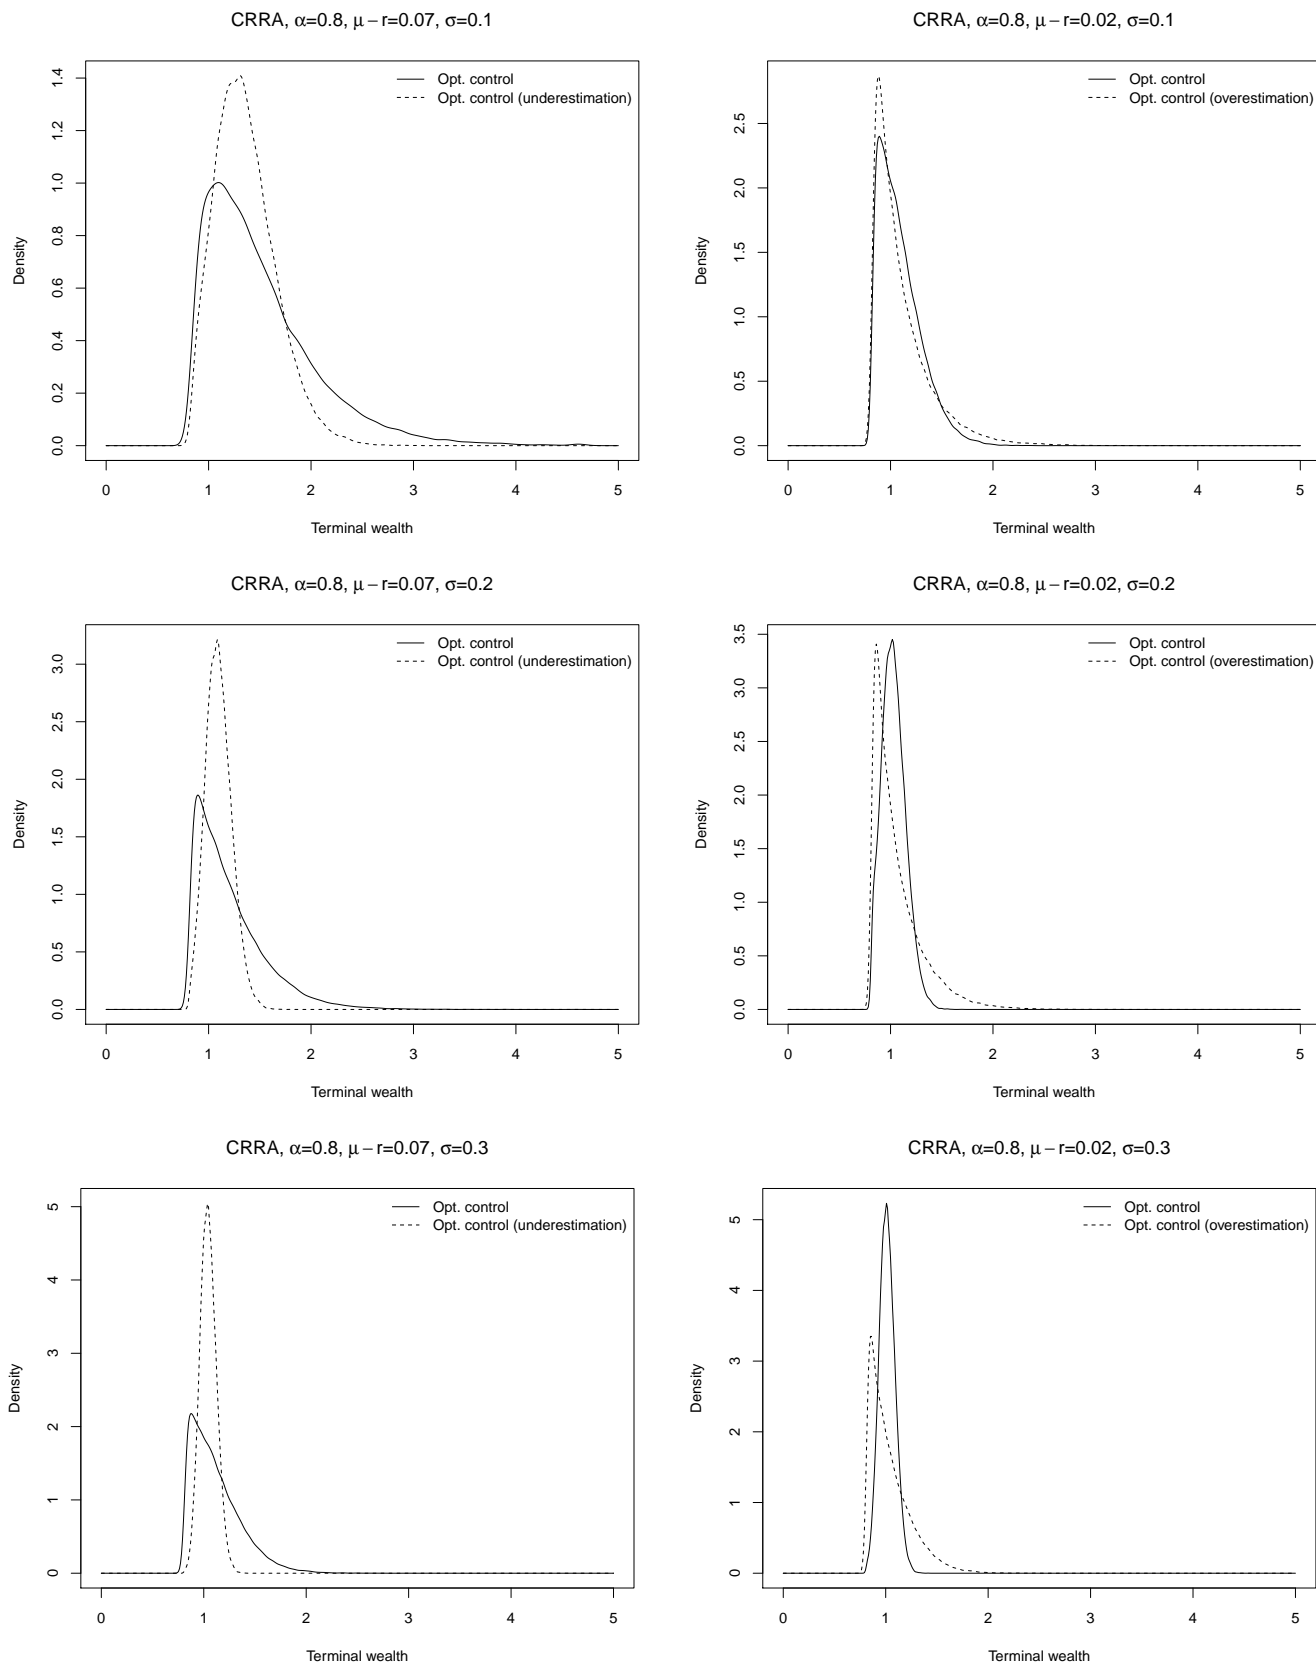 CRRA, α=0.8, μ−r=0.07, σ=0.1
Opt. control
Opt. control (underestimation)
Density
0.0 0.2 0.4 0.6 0.8 1.0 1.2 1.4
0 1 2 3 4 5
Terminal wealth
CRRA, α=0.8, μ−r=0.02, σ=0.1
Opt. control
Opt. control (overestimation)
Density
0.0 0.5 1.0 1.5 2.0 2.5
0 1 2 3 4 5
Terminal wealth
CRRA, α=0.8, μ−r=0.07, σ=0.2
Opt. control
Opt. control (underestimation)
Density
0.0 0.5 1.0 1.5 2.0 2.5 3.0
0 1 2 3 4 5
Terminal wealth
CRRA, α=0.8, μ−r=0.02, σ=0.2
Opt. control
Opt. control (overestimation)
Density
0.0 0.5 1.0 1.5 2.0 2.5 3.0 3.5
0 1 2 3 4 5
Terminal wealth
CRRA, α=0.8, μ−r=0.07, σ=0.3
Opt. control
Opt. control (underestimation)
Density
0 1 2 3 4 5
0 1 2 3 4 5
Terminal wealth
CRRA, α=0.8, μ−r=0.02, σ=0.3
Opt. control
Opt. control (overestimation)
Density
0 1 2 3 4 5
0 1 2 3 4 5
Terminal wealth